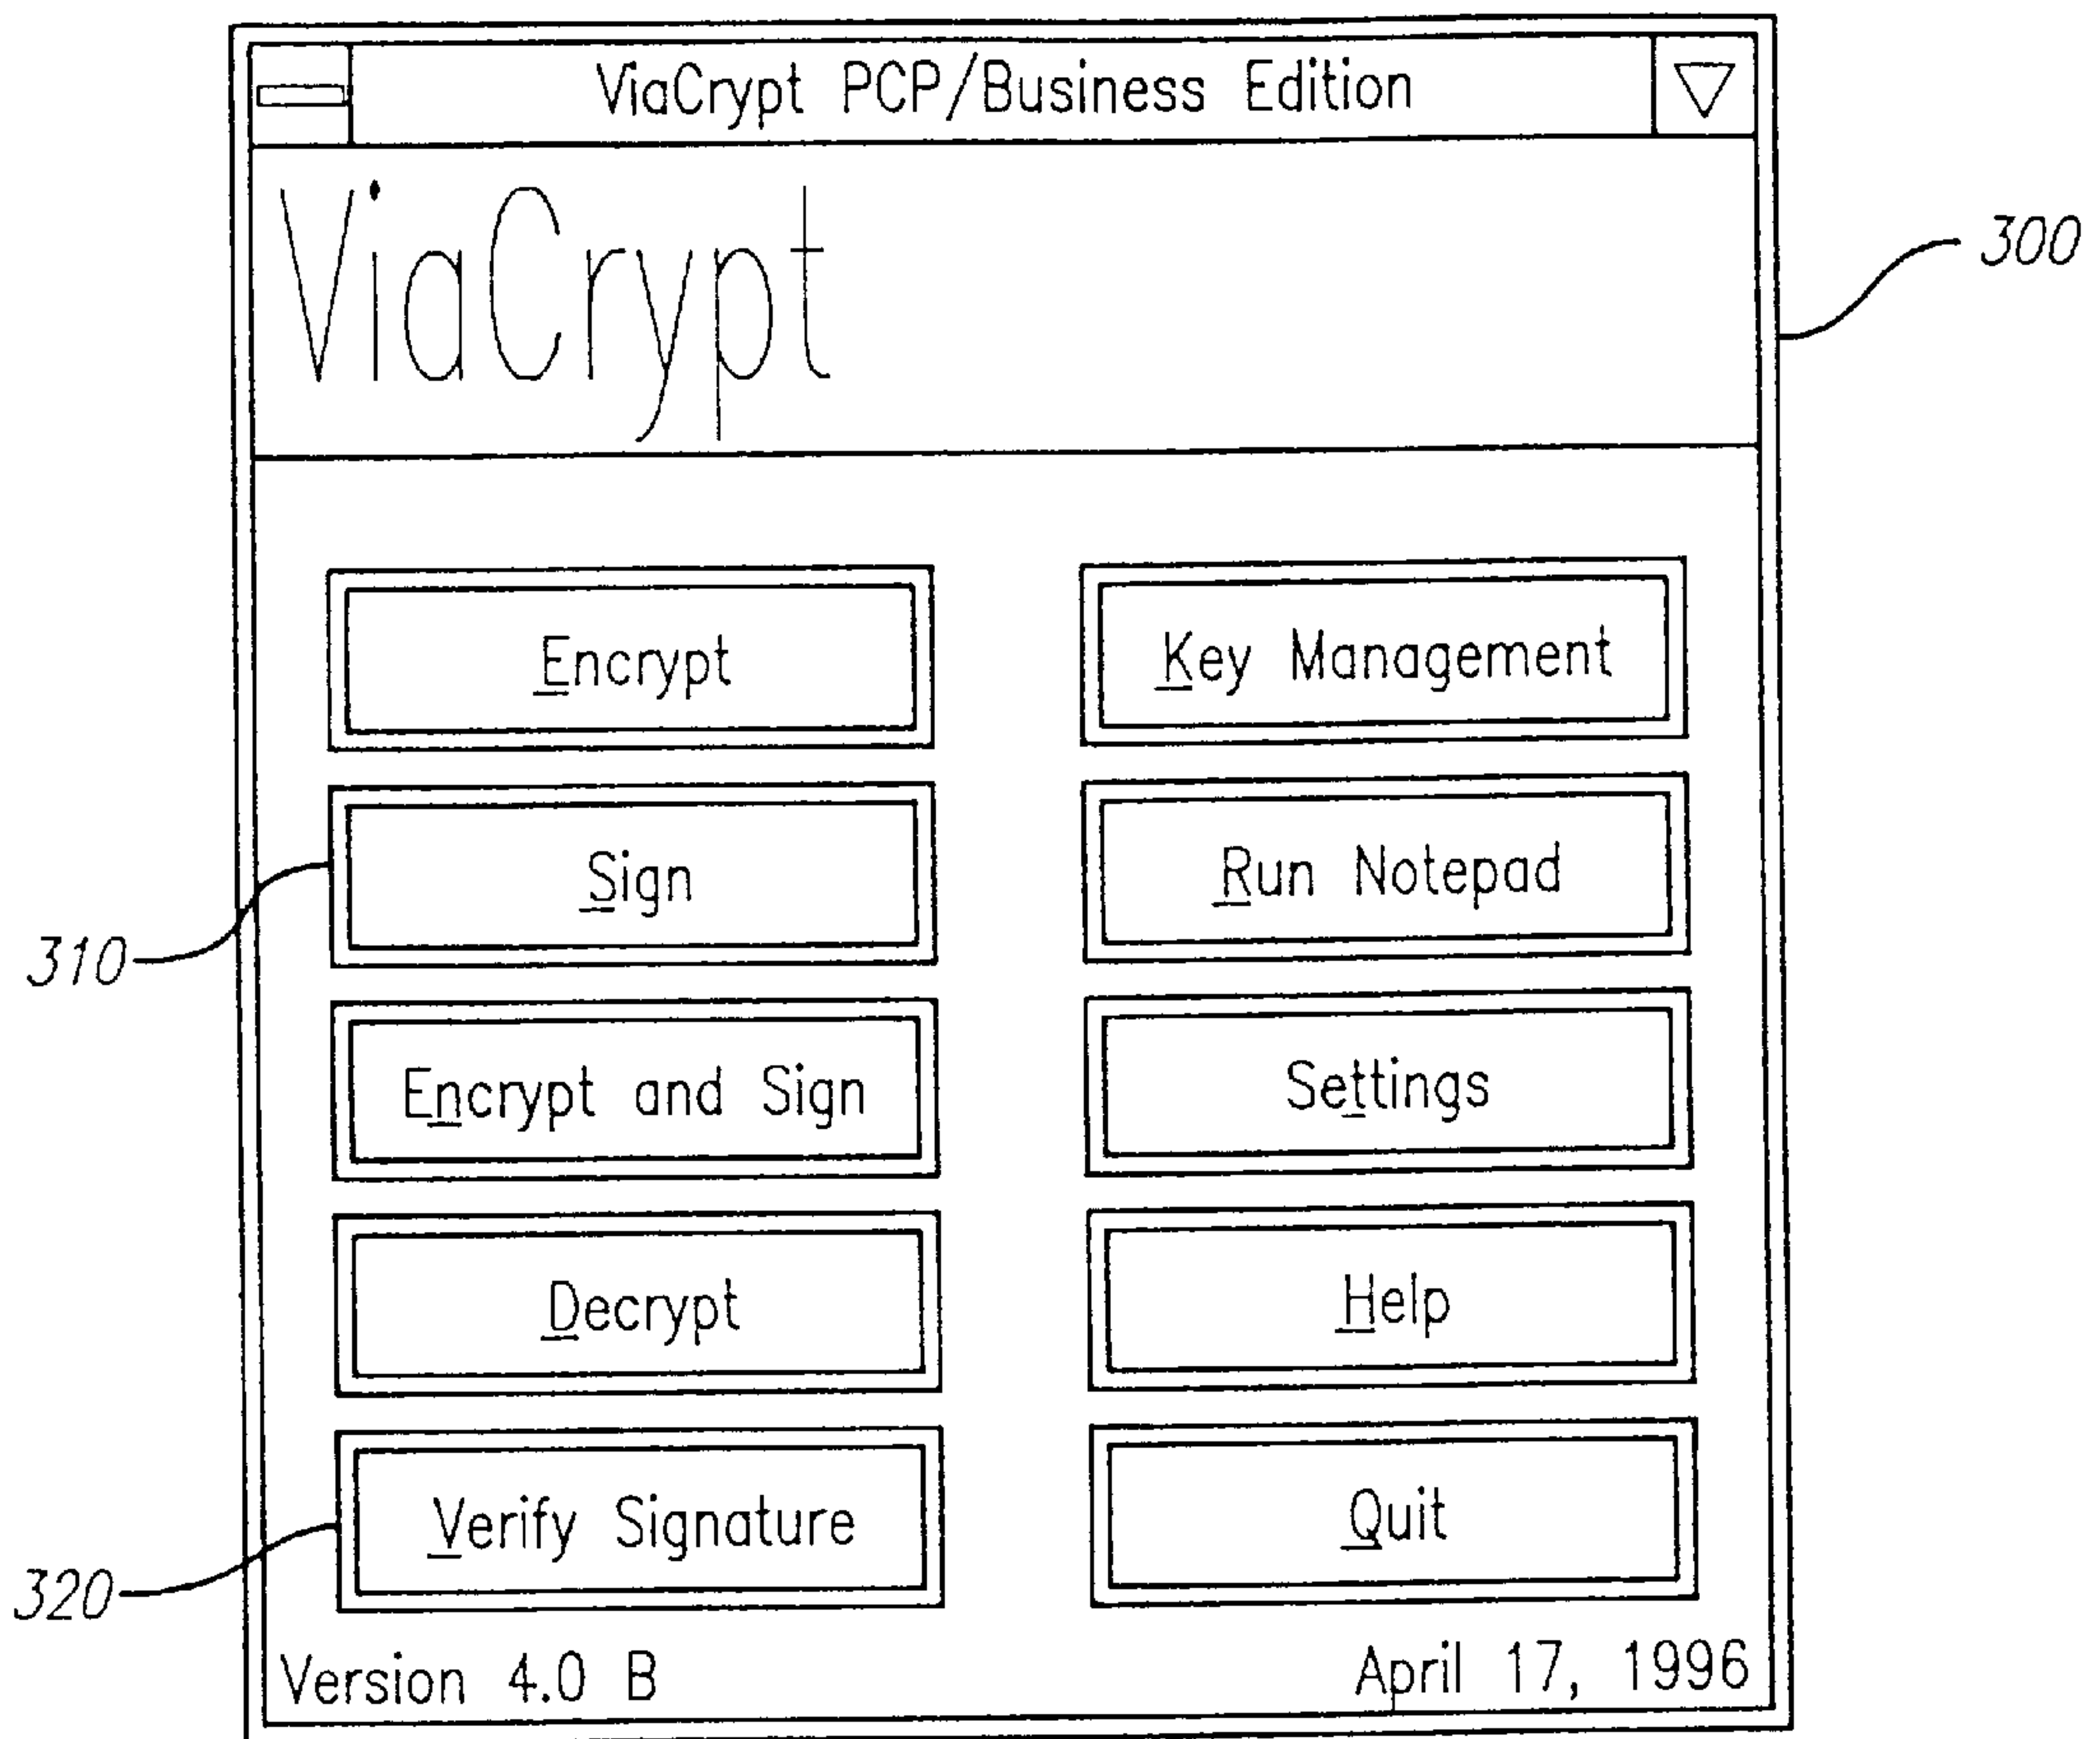 ViaCrypt PCP/Business Edition
ViaCrypt
300
Encrypt
Key Management
Sign
Run Notepad
310
Encrypt and Sign
Settings
Decrypt
Help
Verify Signature
Quit
320
Version 4.0 B
April 17, 1996